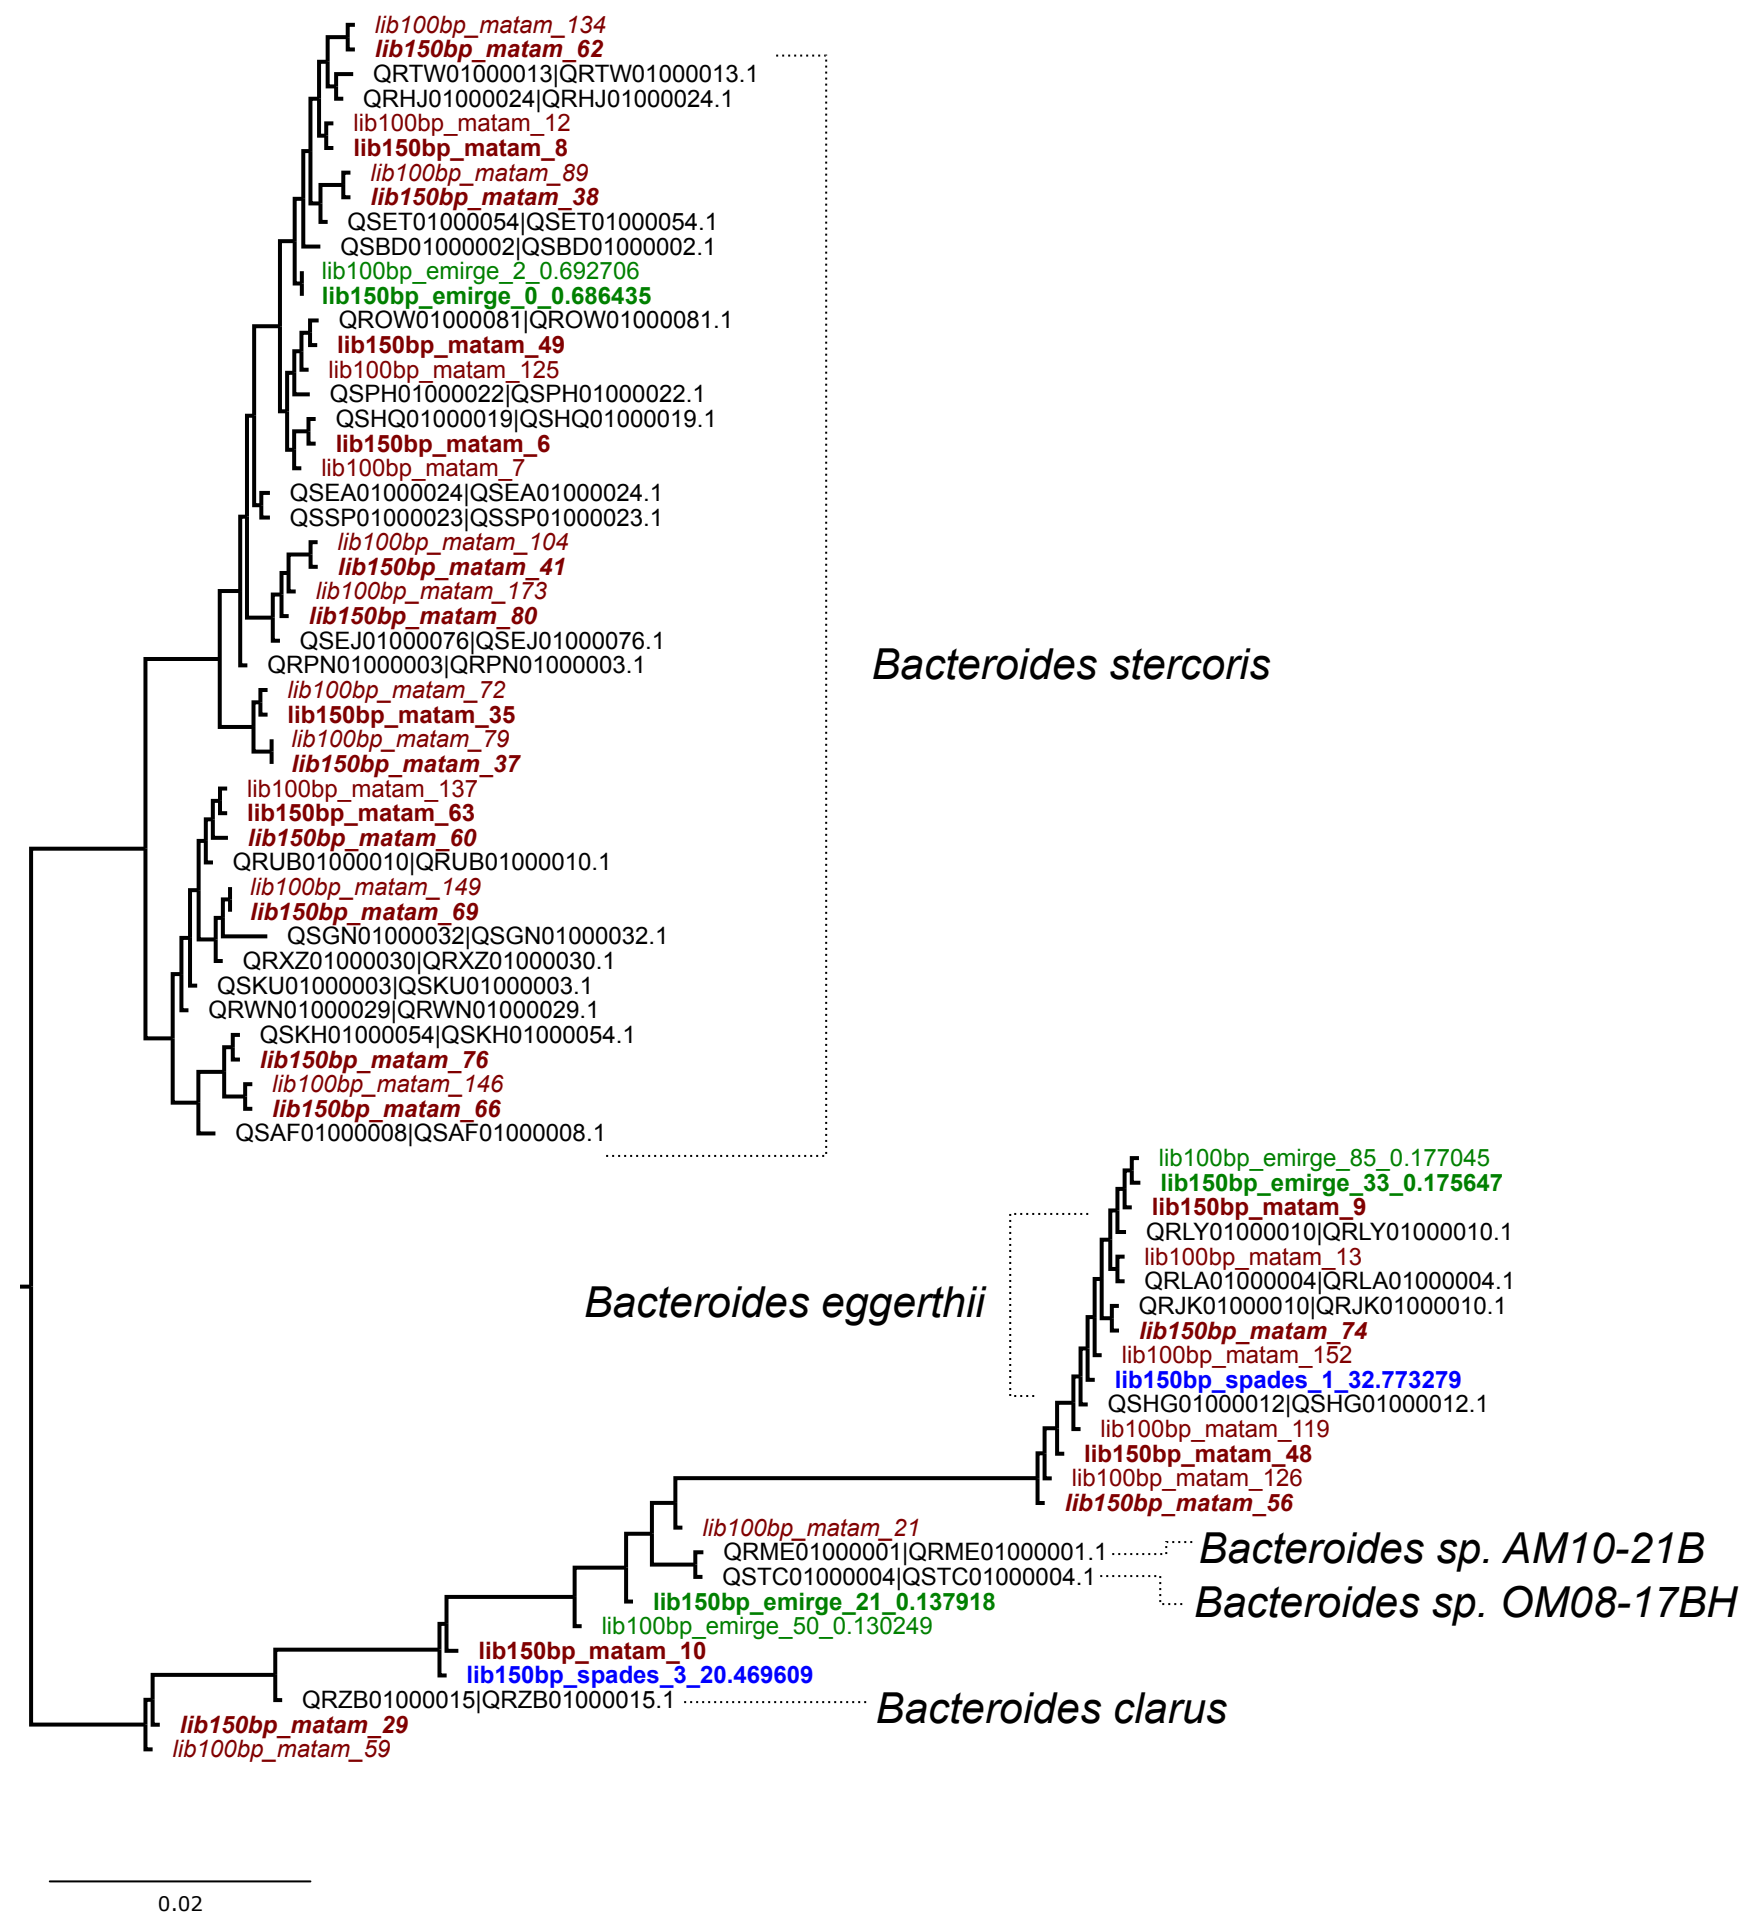 lib100bp_matam_134
lib150bp_matam_62
QRTW01000013|QRTW01000013.1
QRHJ01000024|QRHJ01000024.1
lib100bp_matam_12
lib150bp_matam_8
lib100bp_matam_89
lib150bp_matam_38
QSET01000054|QSET01000054.1
QSBD01000002|QSBD01000002.1
lib100bp_emirge_2_0.692706
lib150bp_emirge_0_0.686435
QROW01000081|QROW01000081.1
lib150bp_matam_49
lib100bp_matam_125
QSPH01000022|QSPH01000022.1
QSHQ01000019|QSHQ01000019.1
lib150bp_matam_6
lib100bp_matam_7
QSEA01000024|QSEA01000024.1
QSSP01000023|QSSP01000023.1
lib100bp_matam_104
lib150bp_matam_41
lib100bp_matam_173
lib150bp_matam_80
QSEJ01000076|QSEJ01000076.1
QRPN01000003|QRPN01000003.1
Bacteroides stercoris
lib100bp_matam_72
lib150bp_matam_35
lib100bp_matam_79
lib150bp_matam_37
lib100bp_matam_137
lib150bp_matam_63
lib150bp_matam_60
QRUB01000010|QRUB01000010.1
lib100bp_matam_149
lib150bp_matam_69
QSGN01000032|QSGN01000032.1
QRXZ01000030|QRXZ01000030.1
QSKU01000003|QSKU01000003.1
QRWN01000029|QRWN01000029.1
QSKH01000054|QSKH01000054.1
lib150bp_matam_76
lib100bp_matam_146
lib150bp_matam_66
QSAF01000008|QSAF01000008.1
lib100bp_emirge_85_0.177045
lib150bp_emirge_33_0.175647
lib150bp_matam_9
QRLY01000010|QRLY01000010.1
lib100bp_matam_13
QRLA01000004|QRLA01000004.1
Bacteroides eggerthii
QRJK01000010|QRJK01000010.1
lib150bp_matam_74
lib100bp_matam_152
lib150bp_spades_1_32.773279
QSHG01000012|QSHG01000012.1
lib100bp_matam_119
lib150bp_matam_48
lib100bp_matam_126
lib150bp_matam_56
lib100bp_matam_21
QRME01000001|QRME01000001.1
Bacteroides sp. AM10-21B
QSTC01000004|QSTC01000004.1
Bacteroides sp. OM08-17BH
lib150bp_emirge_21_0.137918
lib100bp_emirge_50_0.130249
lib150bp_matam_10
lib150bp_spades_3_20.469609
QRZB01000015|QRZB01000015.1
Bacteroides clarus
lib150bp_matam_29
lib100bp_matam_59
0.02